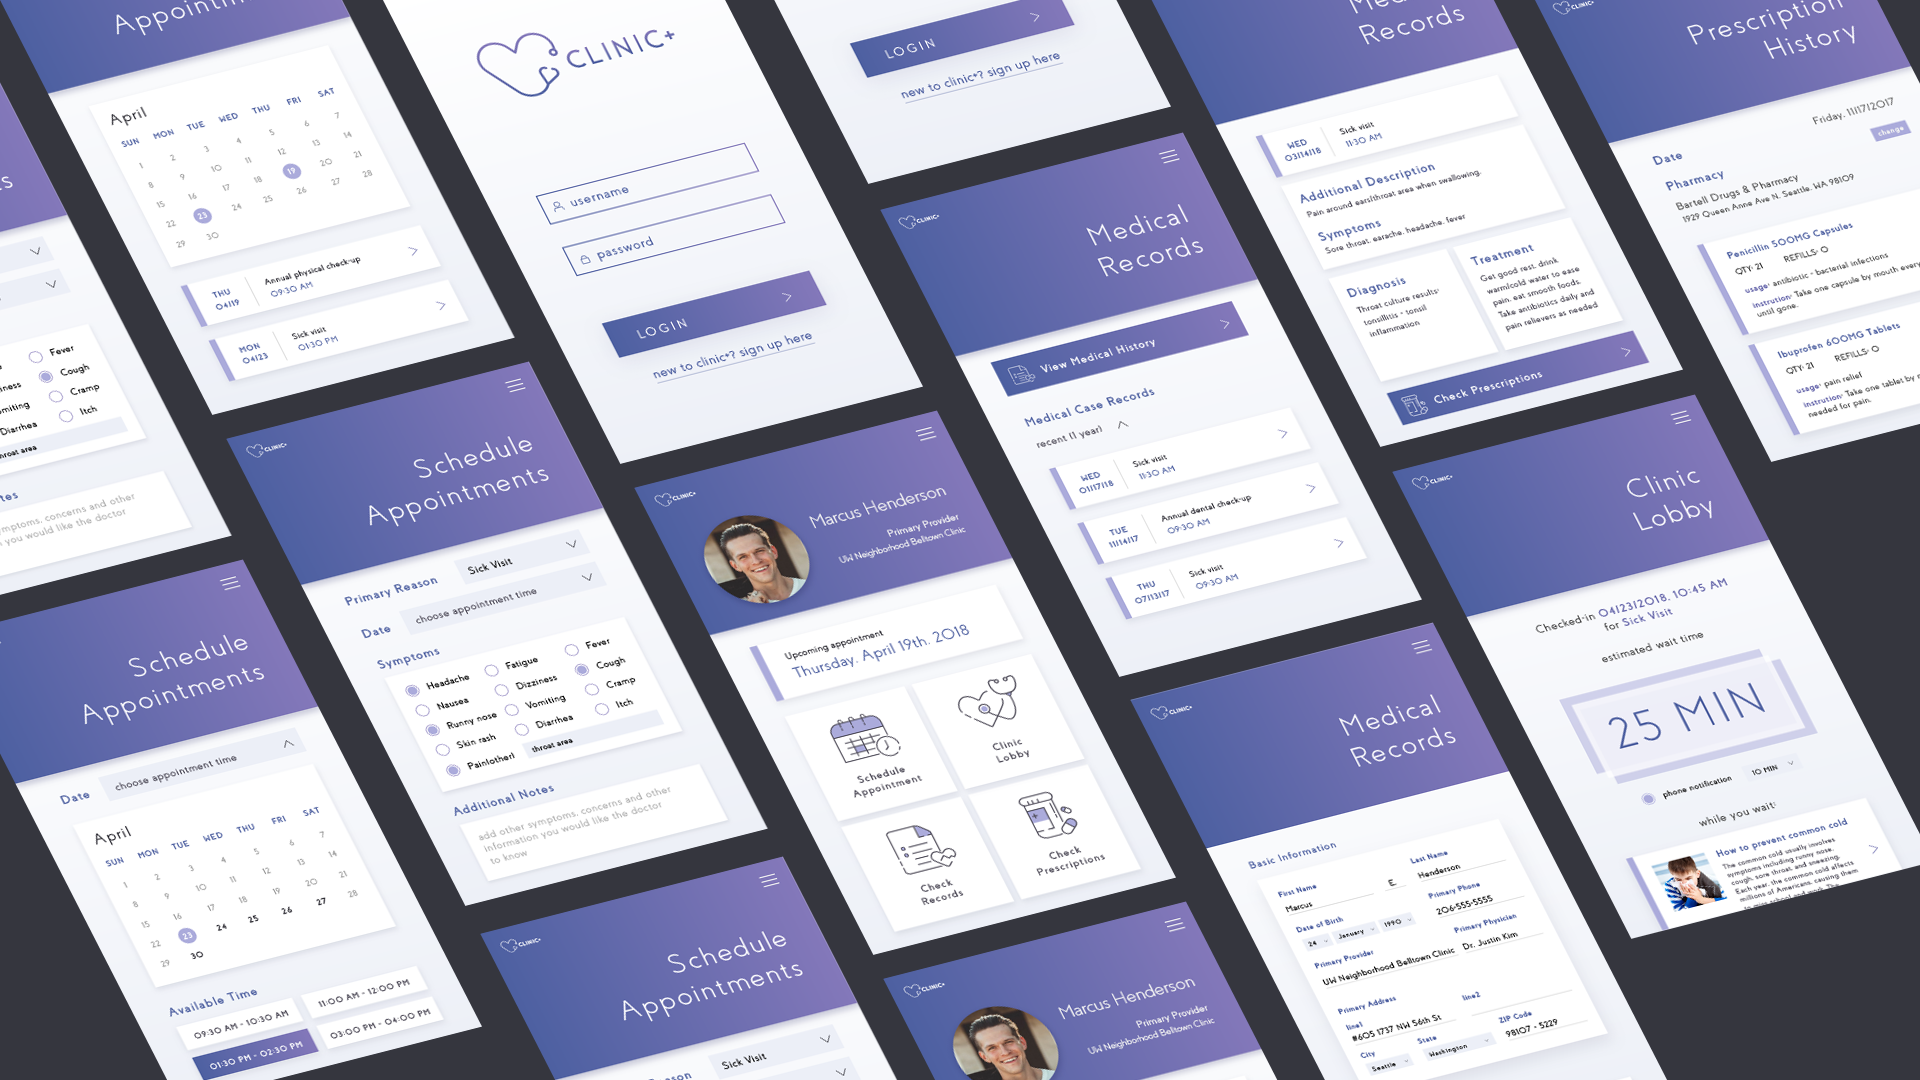 Appointments
April
SUN MON TUE WED THU FRI SAT
1 2 3 4 5 6 7
8 9 10 11 12 13 14
15 16 17 18 19 20 21
22 23 24 25 26 27 28
29 30
THU
04/19
Annual physical check-up
09:30 AM
MON
04/23
Sick visit
01:30 PM
Fever
Cough
Cramp
Diarrhea
Itch
throat area
symptoms, concerns and other
you would like the doctor
Schedule
Appointments
Date
choose appointment time
April
SUN MON TUE WED THU FRI SAT
1 2 3 4 5 6 7
8 9 10 11 12 13 14
15 16 17 18 19 20 21
22 23 24 25 26 27 28
29 30
Available Time
09:30 AM - 10:30 AM
11:00 AM - 12:00 PM
01:30 PM - 02:30 PM
03:00 PM - 04:00 PM
CLINIC+
username
password
LOGIN
new to clinic+? sign up here
CLINIC+
Schedule
Appointments
Primary Reason
Sick Visit
Date
choose appointment time
Symptoms
Headache
Fatigue
Fever
Nausea
Dizziness
Cough
Runny nose
Vomiting
Cramp
Skin rash
Diarrhea
Itch
Pain(other)
throat area
Additional Notes
add other symptoms, concerns and other
information you would like the doctor
to know
CLINIC+
Schedule
Appointments
Sick Visit
LOGIN
new to clinic+? sign up here
CLINIC+
Marcus Henderson
Primary Provider
UW Neighborhood Belltown Clinic
Upcoming appointment
Thursday, April 19th, 2018
Schedule
Appointment
Clinic
Lobby
Check
Records
Check
Prescriptions
CLINIC+
Marcus Henderson
Primary Provider
UW Neighborhood Belltown Clinic
CLINIC+
Medical
Records
View Medical History
Medical Case Records
recent (1 year)
WED
01/17/18
Sick visit
11:30 AM
TUE
11/14/17
Annual dental check-up
09:30 AM
THU
07/13/17
Sick visit
09:30 AM
CLINIC+
Medical
Records
Basic Information
First Name
Marcus
E.
Last Name
Henderson
Date of Birth
24 January 1990
Primary Phone
206-555-5555
Primary Provider
UW Neighborhood Belltown Clinic
Primary Physician
Dr. Justin Kim
Primary Address
line1
#605 1737 NW 56th St
line2
City
Seattle
State
Washington
ZIP Code
98107 - 5229
Medical
Records
WED
03/14/18
Sick visit
11:30 AM
Additional Description
Pain around ears/throat area when swallowing.
Symptoms
Sore throat, earache, headache, fever
Diagnosis
Throat culture results:
tonsillitis - tonsil
inflammation
Treatment
Get good rest, drink
warm/cold water to ease
pain, eat smooth foods.
Take antibiotics daily and
pain relievers as needed
Check Prescriptions
CLINIC+
Prescription
History
Friday, 11/17/2017
change
Date
Pharmacy
Bartell Drugs & Pharmacy
1929 Queen Anne Ave N, Seattle, WA 98109
Penicillin 500MG Capsules
QTY: 21 REFILLS: 0
usage: antibiotic - bacterial infections
instrution: Take one capsule by mouth every
until gone.
Ibuprofen 600MG Tablets
QTY: 21 REFILLS: 0
usage: pain relief
instrution: Take one tablet by
needed for pain.
CLINIC+
Clinic
Lobby
Checked-in 04/23/2018, 10:45 AM
for Sick Visit
estimated wait time
25 MIN
phone notification
10 MIN
while you wait:
How to prevent common cold
The common cold usually involves
symptoms including runny nose,
cough, sore throat, and sneezing.
Each year, the common cold affects
millions of Americans, causing them